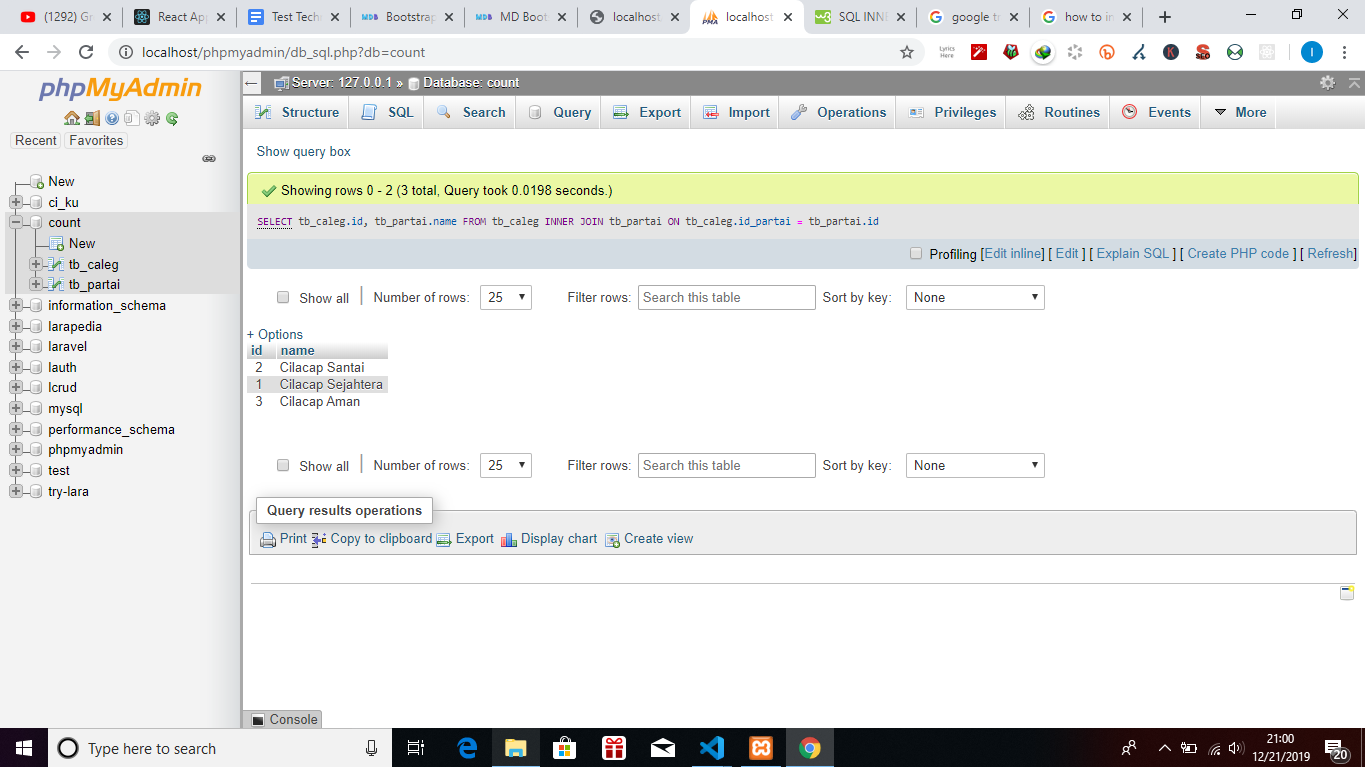 (1292) Gr
React App
Test Tech
Bootstrap
MD Boot
localhost
localhost
SQL INNE
google tr
how to in
localhost/phpmyadmin/db_sql.php?db=count
Lyrics Here
K
SEO
I
phpMyAdmin
Recent
Favorites
New
ci_ku
count
New
tb_caleg
tb_partai
information_schema
larapedia
laravel
lauth
lcrud
mysql
performance_schema
phpmyadmin
test
try-lara
Server: 127.0.0.1 » Database: count
Structure
SQL
Search
Query
Export
Import
Operations
Privileges
Routines
Events
More
Show query box
Showing rows 0 - 2 (3 total, Query took 0.0198 seconds.)
SELECT tb_caleg.id, tb_partai.name FROM tb_caleg INNER JOIN tb_partai ON tb_caleg.id_partai = tb_partai.id
Profiling [Edit inline] [ Edit ] [ Explain SQL ] [ Create PHP code ] [ Refresh]
Show all | Number of rows: 25 Filter rows: Search this table Sort by key: None
+ Options
id name
2 Cilacap Santai
1 Cilacap Sejahtera
3 Cilacap Aman
Show all | Number of rows: 25 Filter rows: Search this table Sort by key: None
Query results operations
Print Copy to clipboard Export Display chart Create view
Console
Type here to search
21:00
12/21/2019
20